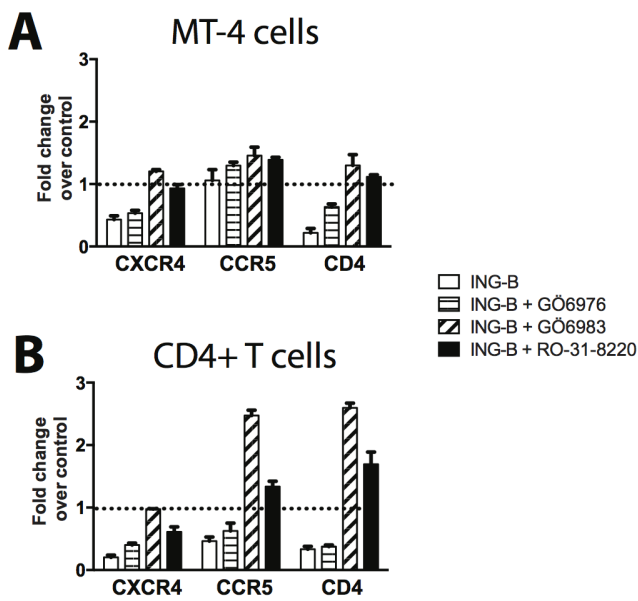 A
MT-4 cells
Fold change
over control
3
2
1
0
CXCR4 CCR5 CD4
ING-B
ING-B + GÖ6976
ING-B + GÖ6983
ING-B + RO-31-8220
B
CD4+ T cells
Fold change
over control
3
2
1
0
CXCR4 CCR5 CD4